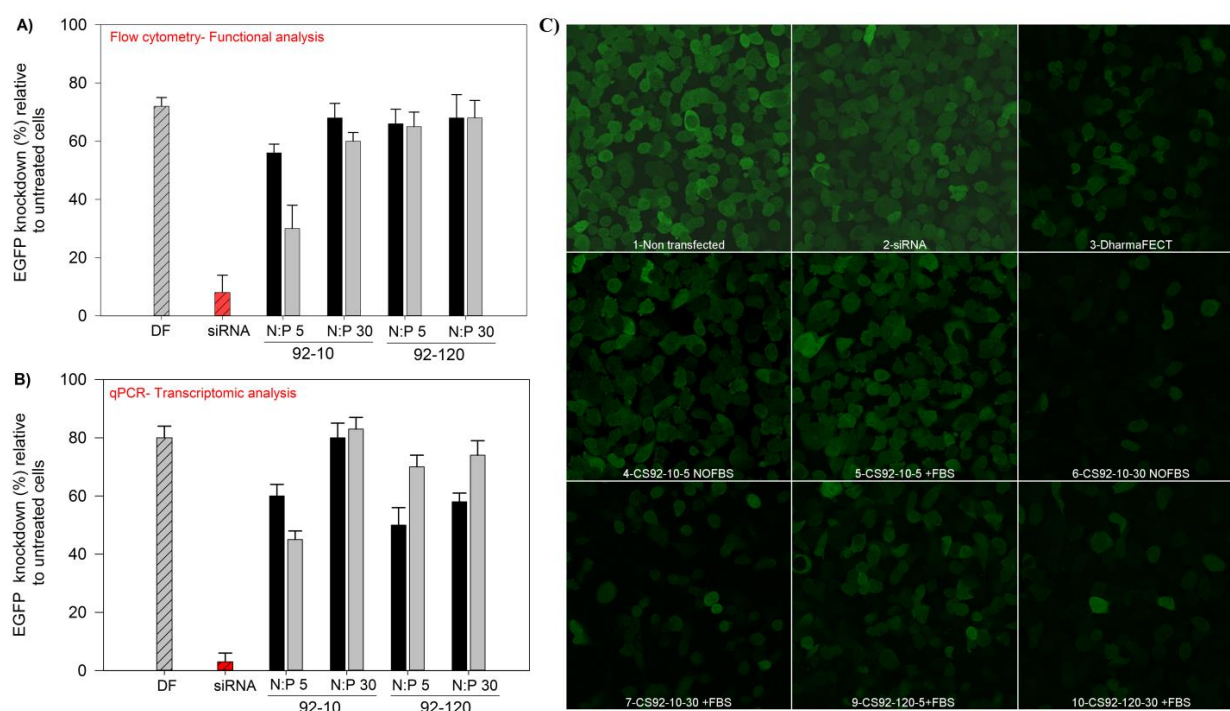 A)
Flow cytometry- Functional analysis
EGFP knockdown (%) relative
to untreated cells
100
80
60
40
20
0
DF
siRNA
N:P 5
N:P 30
N:P 5
N:P 30
92-10
92-120
B)
qPCR- Transcriptomic analysis
EGFP knockdown (%) relative
to untreated cells
100
80
60
40
20
0
DF
siRNA
N:P 5
N:P 30
N:P 5
N:P 30
92-10
92-120
C)
1-Non transfected
2-siRNA
3-DharmaFECT
4-CS92-10-5 NOFBS
5-CS92-10-5 +FBS
6-CS92-10-30 NOFBS
7-CS92-10-30 +FBS
9-CS92-120-5+FBS
10-CS92-120-30 +FBS